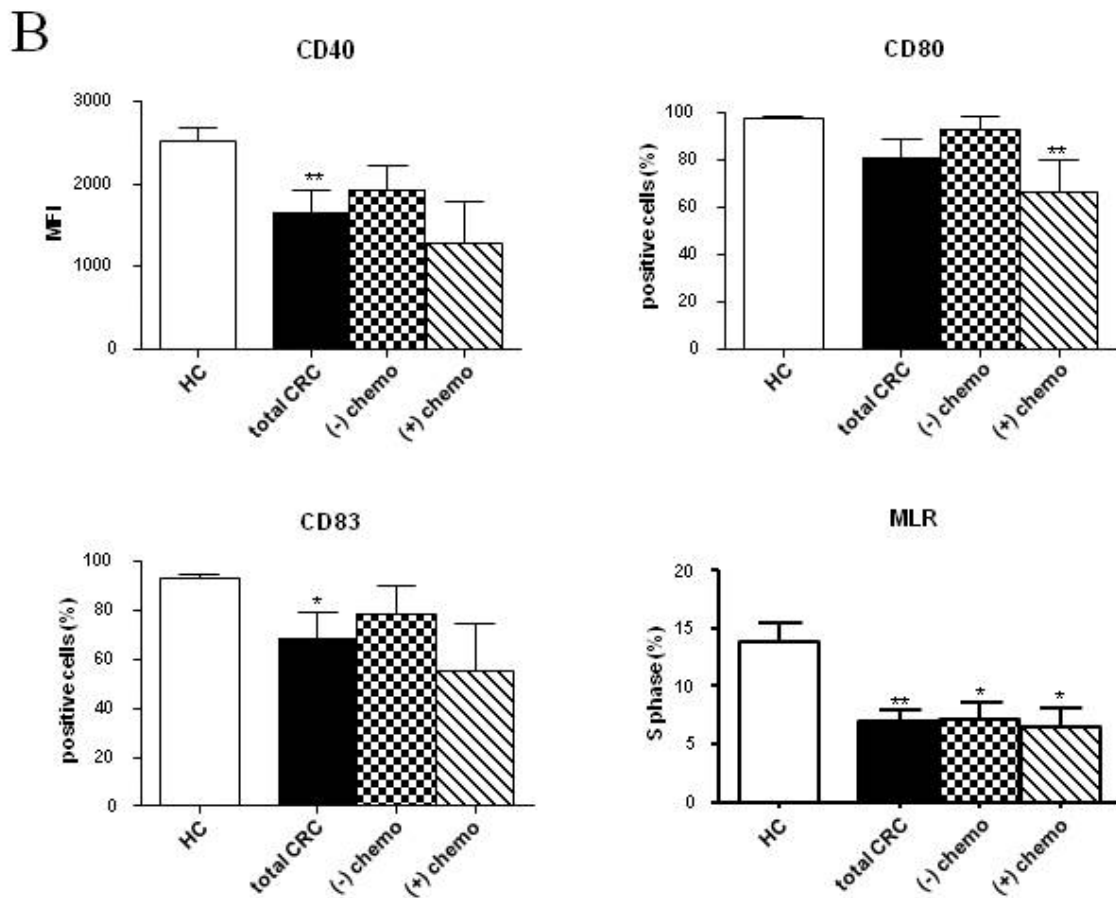 B
CD40
MFI
3000
2000
1000
0
**
HC
total CRC
(-) chemo
(+) chemo
CD80
positive cells (%)
100
80
60
40
20
0
**
HC
total CRC
(-) chemo
(+) chemo
CD83
positive cells (%)
100
80
60
40
20
0
*
HC
total CRC
(-) chemo
(+) chemo
MLR
S phase (%)
20
15
10
5
0
**
*
*
HC
total CRC
(-) chemo
(+) chemo